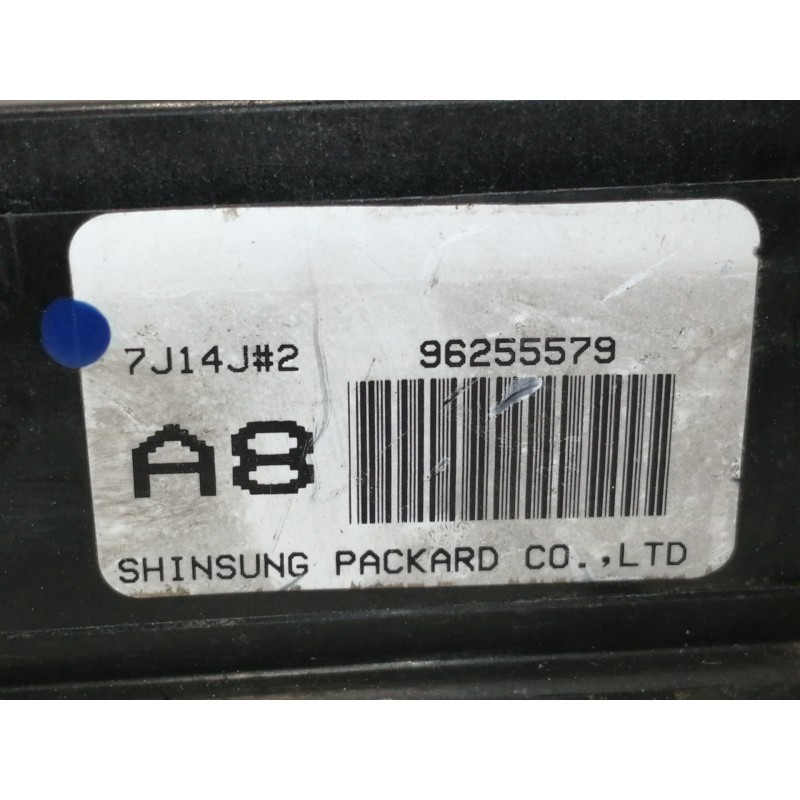 7J14J#2 96255579
A8
SHINSUNG PACKARD CO.,LTD